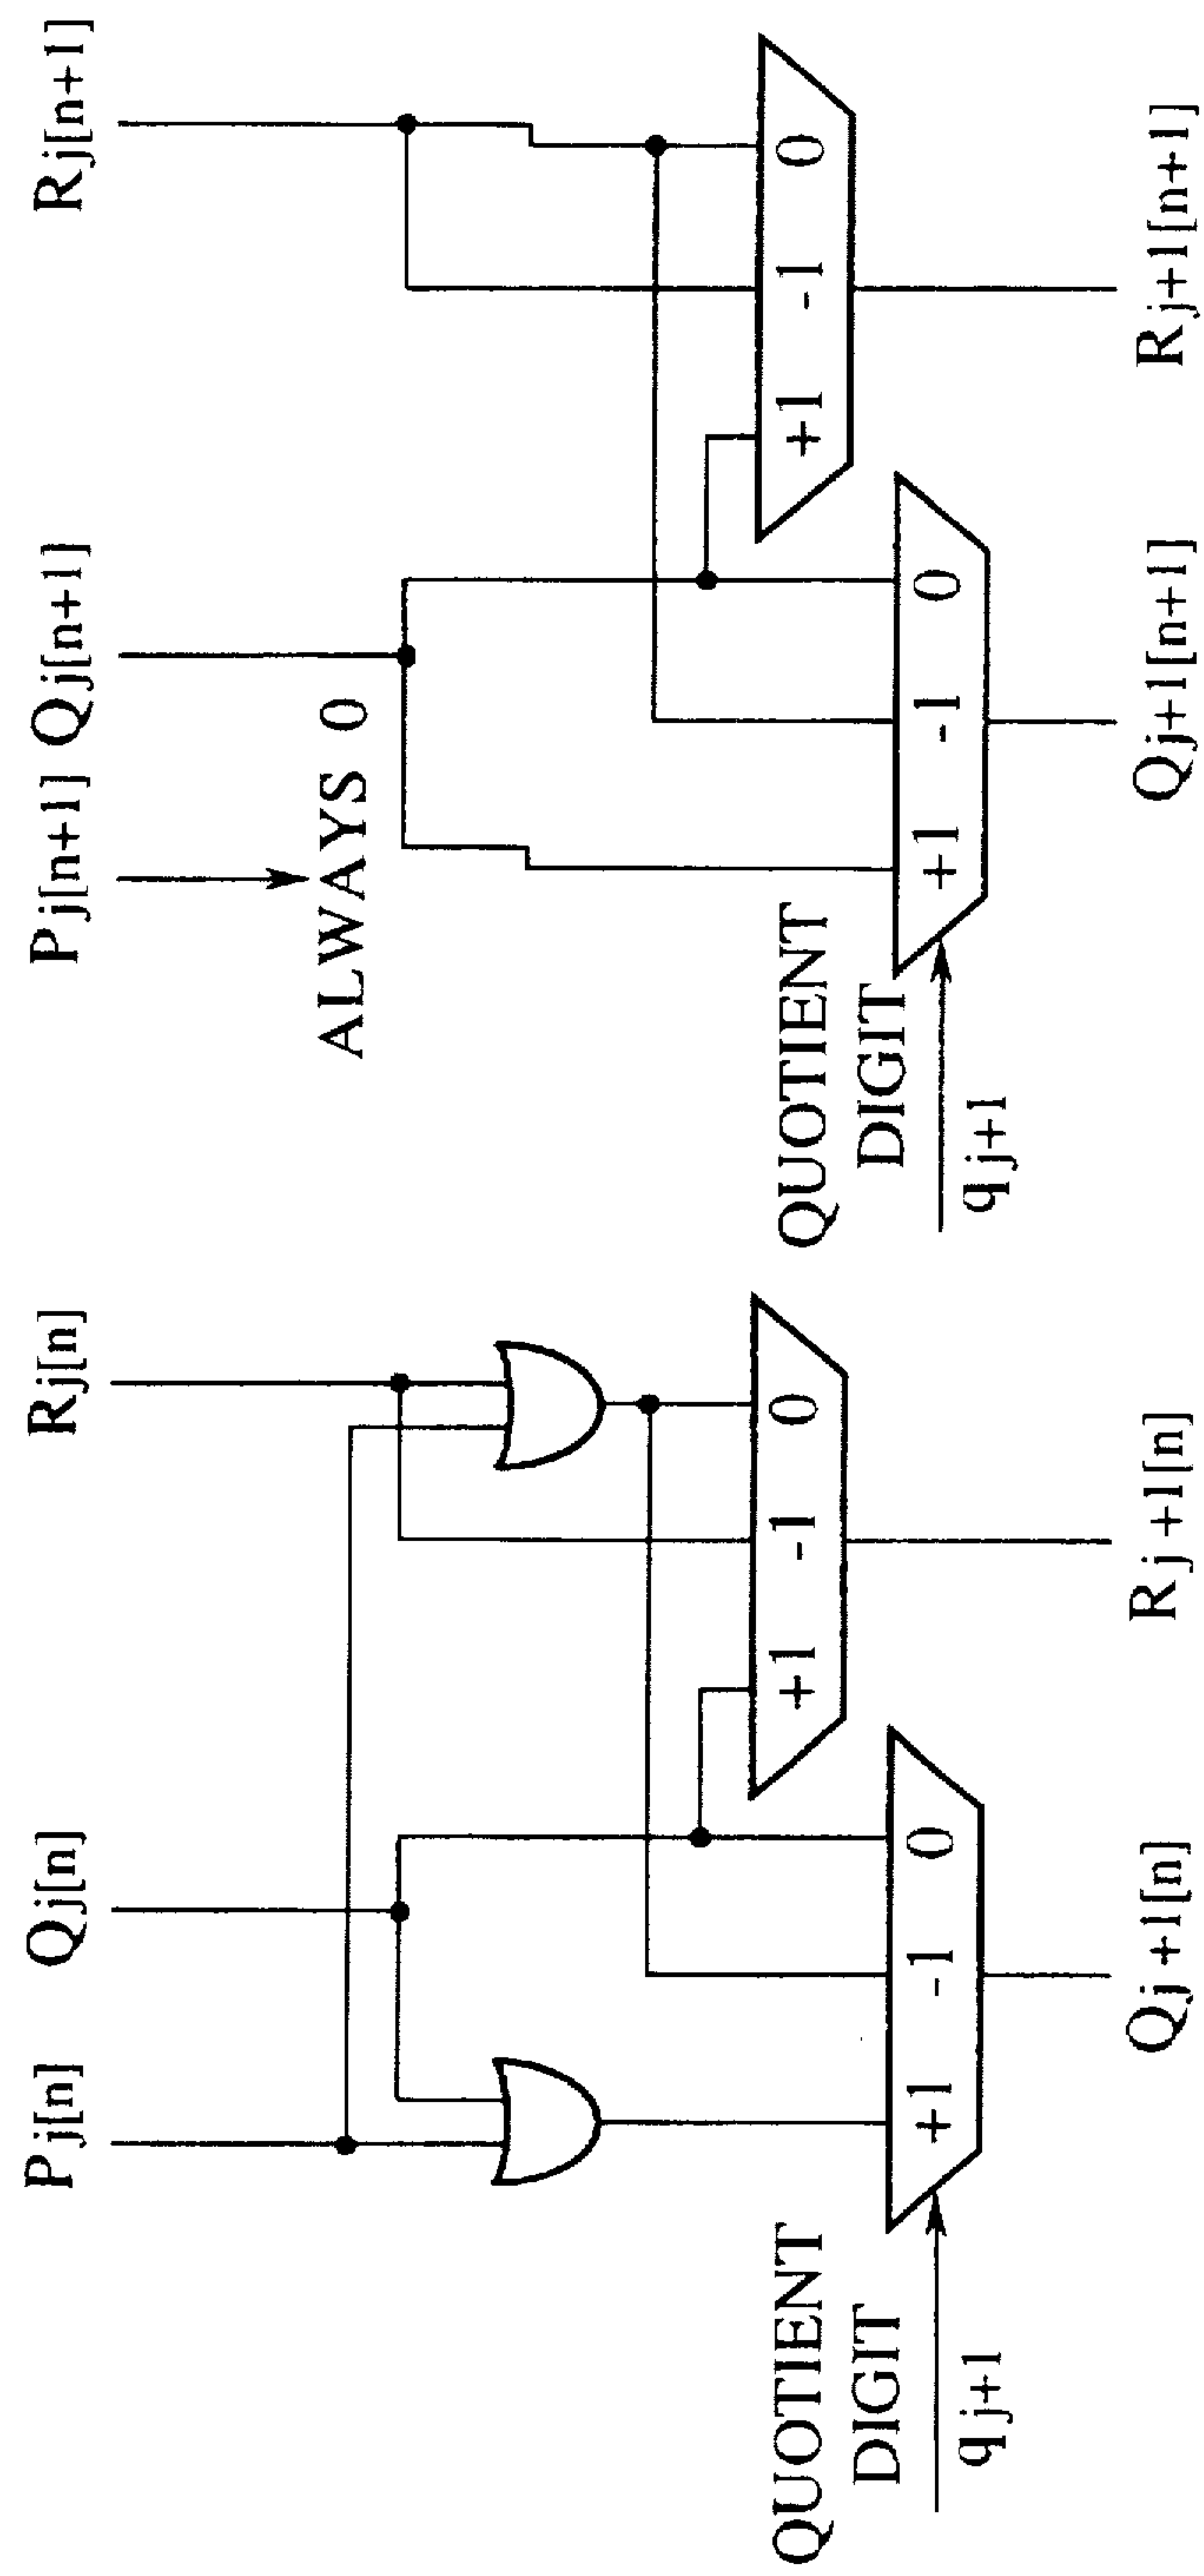 Pj[n] Qj[n] Rj[n] Pj[n+1] Qj[n+1] Rj[n+1]
ALWAYS 0
+1 -1 0
+1 -1 0
QUOTIENT
DIGIT
qj+1
+1 -1 0
+1 -1 0
QUOTIENT
DIGIT
qj+1
Qj+1[n] Rj+1[n] Qj+1[n+1] Rj+1[n+1]